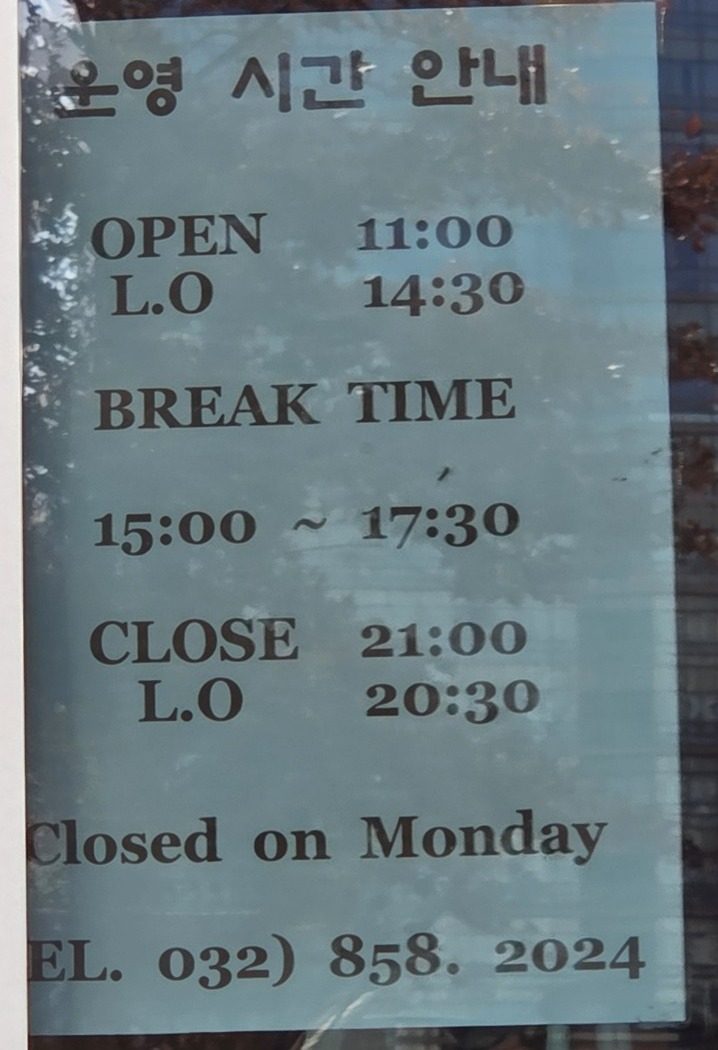 운영 시간 안내
OPEN 11:00
L.O 14:30
BREAK TIME
15:00 ~ 17:30
CLOSE 21:00
L.O 20:30
Closed on Monday
EL. 032) 858. 2024